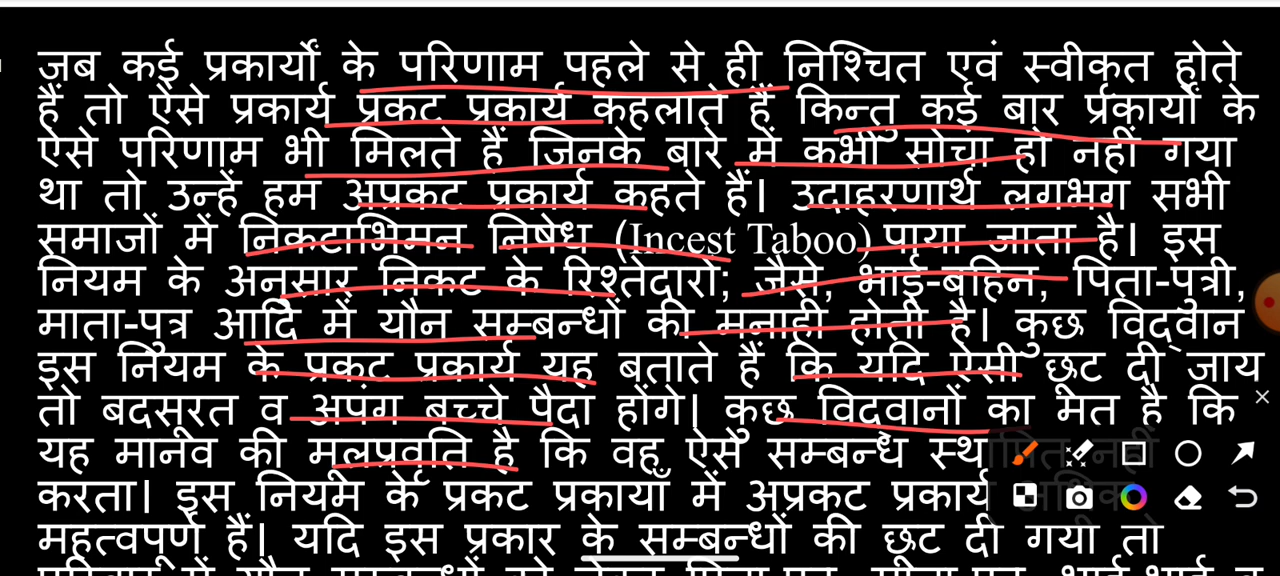 जब कई प्रकार्यों के परिणाम पहले से ही निश्चित एवं स्वीकृत होते
हैं तो ऐसे प्रकार्य प्रकट प्रकार्य कहलाते हैं किन्तु कई बार र्प्रकार्यों के
ऐसे परिणाम भी मिलते हैं जिनके बारे में कभी सोचा ही नहीं गया
था तो उन्हें हम अप्रकट प्रकार्य कहते हैं। उदाहरणार्थ लगभग सभी
समाजों में निकटाभिमन निषेध (Incest Taboo) पाया जाता है। इस
नियम के अनुसार निकट के रिश्तेदारों; जैसे, भाई-बहिन, पिता-पुत्री,
माता-पुत्र आदि में यौन सम्बन्धों की मनाही होती है। कुछ विद्वान
इस नियम के प्रकट प्रकार्य यह बताते हैं कि यदि ऐसी छूट दी जाय
तो बदसूरत व अपंग बच्चे पैदा होंगे। कुछ विद्वानों का मत है कि
यह मानव की मूलप्रवृति है कि वह ऐसे सम्बन्ध स्थापित नहीं
करता। इस नियम के प्रकट प्रकार्यों में अप्रकट प्रकार्य अधिक
महत्वपूर्ण हैं। यदि इस प्रकार के सम्बन्धों की छूट दी गयी तो